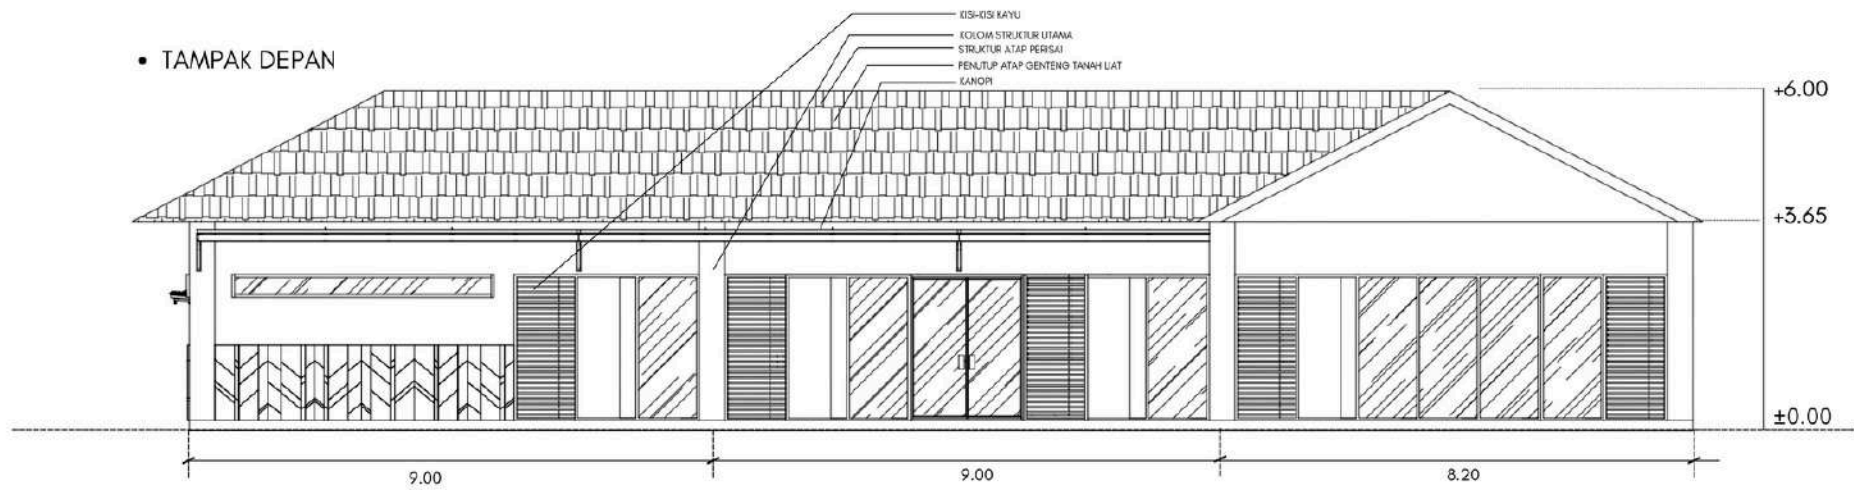 KISI-KISI KAYU
KOLOM STRUKTUR UTAMA
STRUKTUR ATAP PERISAI
PENUTUP ATAP GENTENG TANAH LIAT
KANOPI
• TAMPAK DEPAN
+6.00
+3.65
±0.00
9.00
9.00
8.20